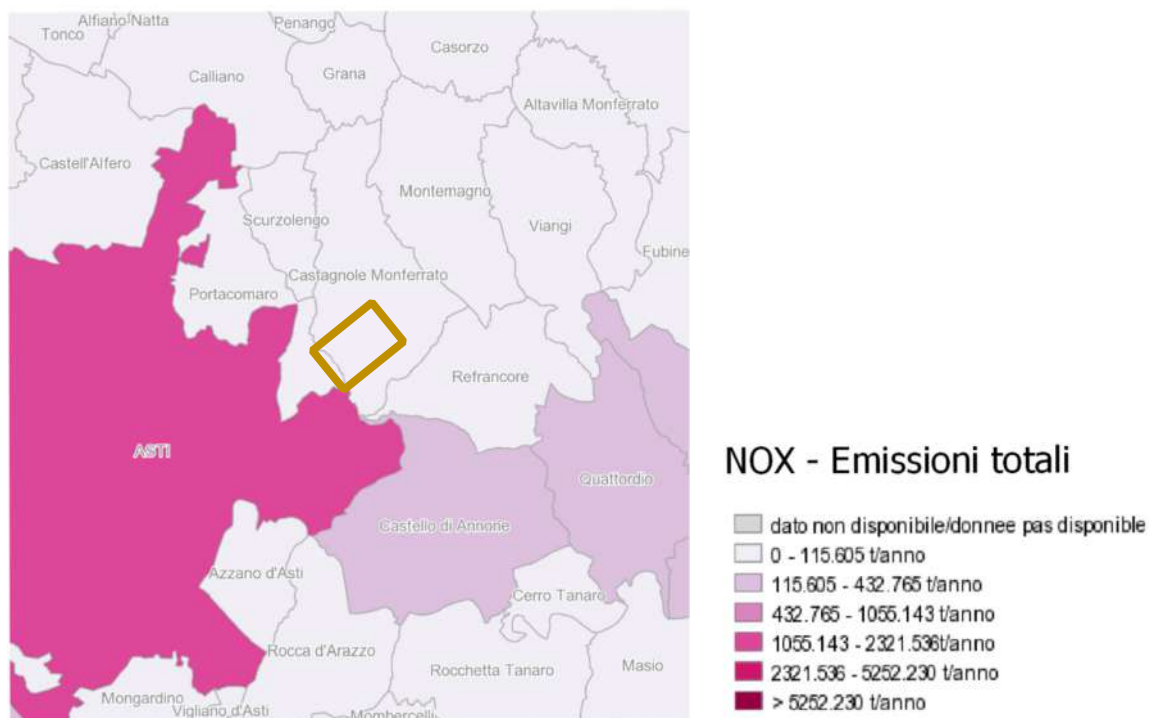 Alfiano Natta
Penango
Tonco
Casorzo
Calliano
Grana
Altavilla Monferrato
Castell'Alfero
Montemagno
Scurzolengo
Viarigi
Fubine
Castagnole Monferrato
Portacomaro
Refrancore
ASTI
Quattordio
Castello di Annone
Azzano d'Asti
Cerro Tanaro
Rocca d'Arazzo
Rocchetta Tanaro
Masio
Mongardino
Vigliano d'Asti
Mombercelli
NOX - Emissioni totali
dato non disponibile/donnee pas disponible
0 - 115.605 t/anno
115.605 - 432.765 t/anno
432.765 - 1055.143 t/anno
1055.143 - 2321.536t/anno
2321.536 - 5252.230 t/anno
> 5252.230 t/anno